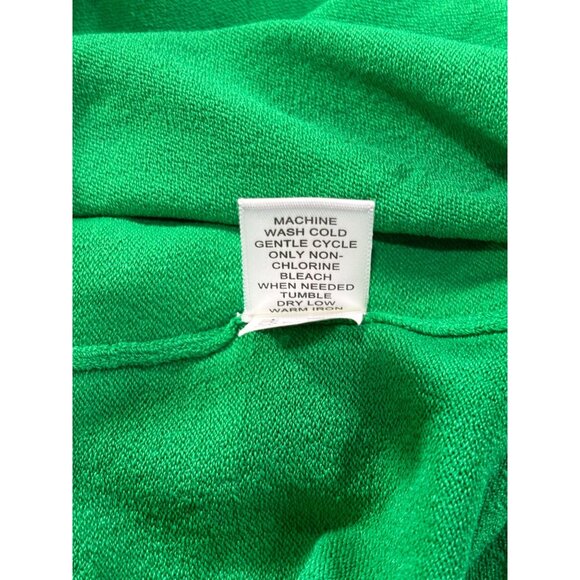 MACHINE
WASH COLD
GENTLE CYCLE
ONLY NON-
CHLORINE
BLEACH
WHEN NEEDED
TUMBLE
DRY LOW
WARM IRON